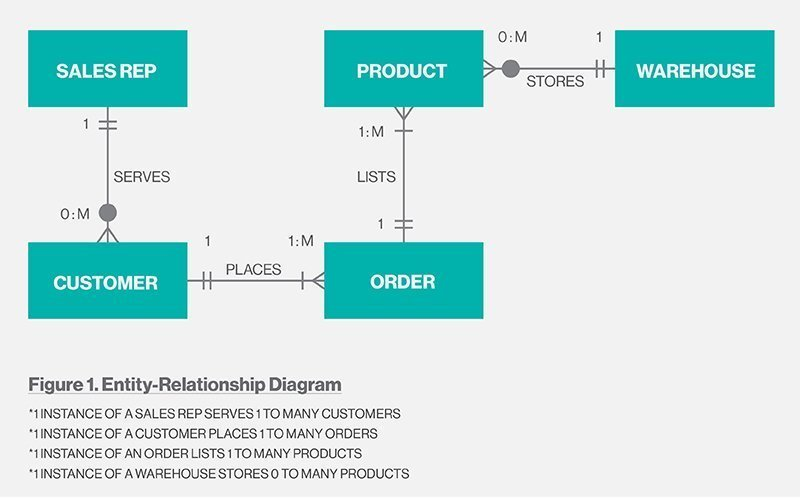 0:M
1
SALES REP
PRODUCT
WAREHOUSE
STORES
1
1:M
SERVES
LISTS
0:M
1
1
1:M
PLACES
CUSTOMER
ORDER
Figure 1. Entity-Relationship Diagram
*1 INSTANCE OF A SALES REP SERVES 1 TO MANY CUSTOMERS
*1 INSTANCE OF A CUSTOMER PLACES 1 TO MANY ORDERS
*1 INSTANCE OF AN ORDER LISTS 1 TO MANY PRODUCTS
*1 INSTANCE OF A WAREHOUSE STORES 0 TO MANY PRODUCTS